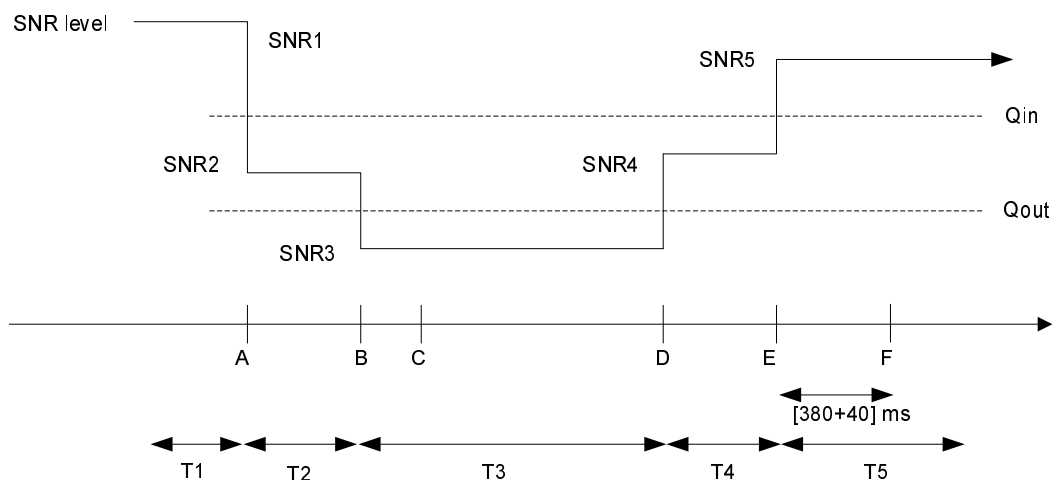 SNR level
SNR1
SNR5
Qin
SNR2
SNR4
Qout
SNR3
A B C D E F
[380+40] ms
T1 T2 T3 T4 T5